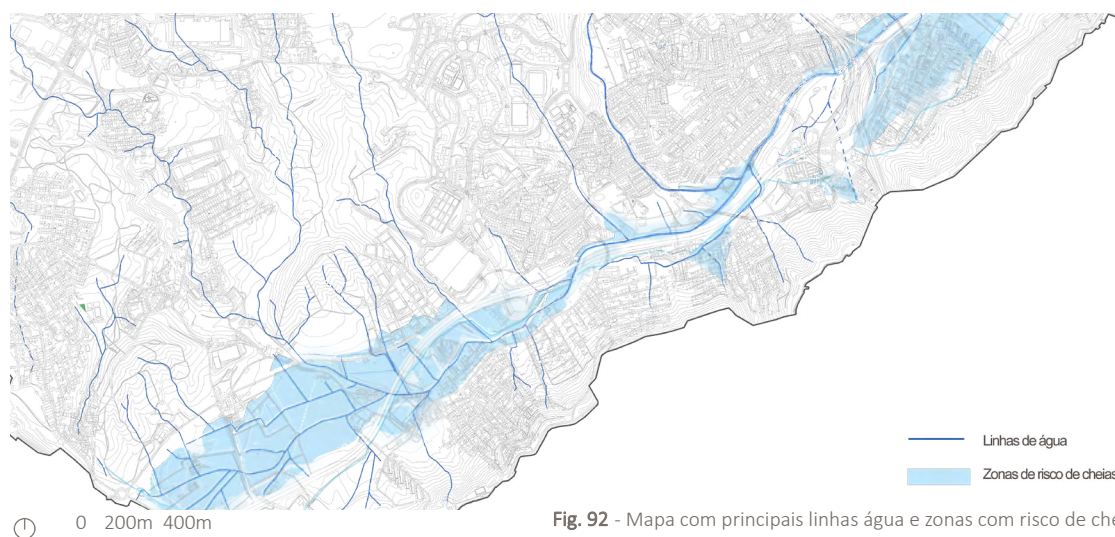 Linhas de água
Zonas de risco de cheias
0 200m 400m
Fig. 92 - Mapa com principais linhas água e zonas com risco de che